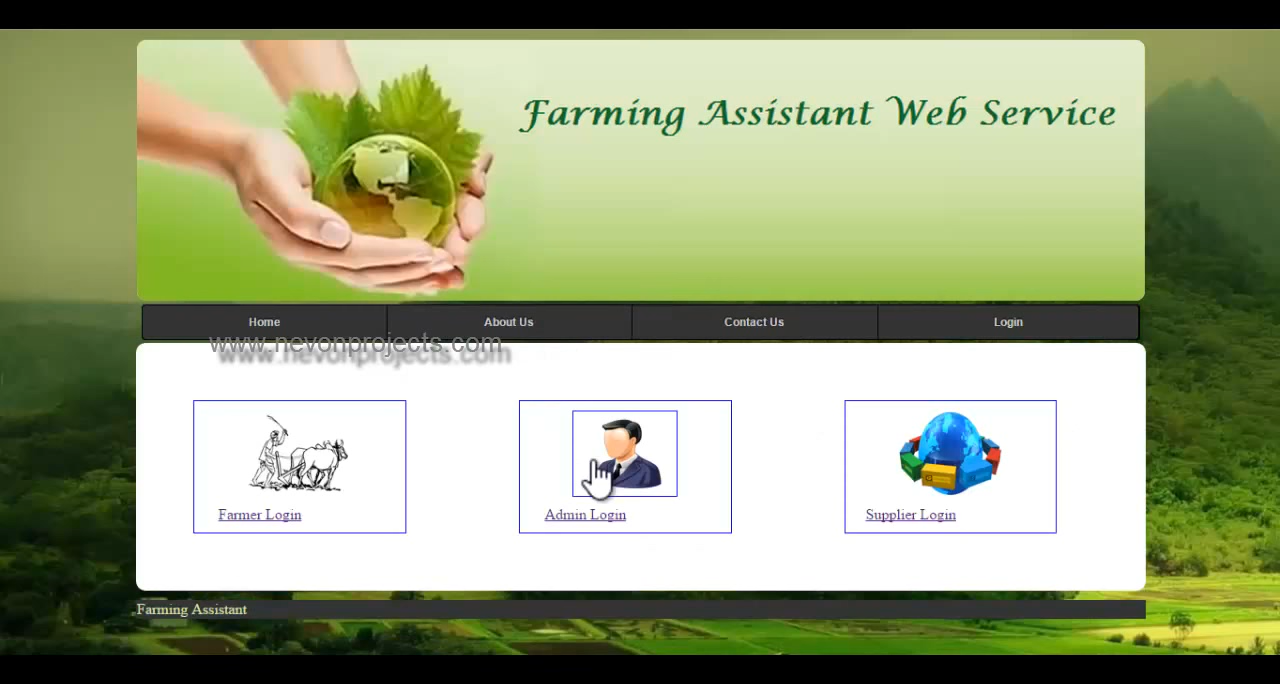 Farming Assistant Web Service
Home About Us Contact Us Login
www.nevonprojects.com
Farmer Login Admin Login Supplier Login
Farming Assistant